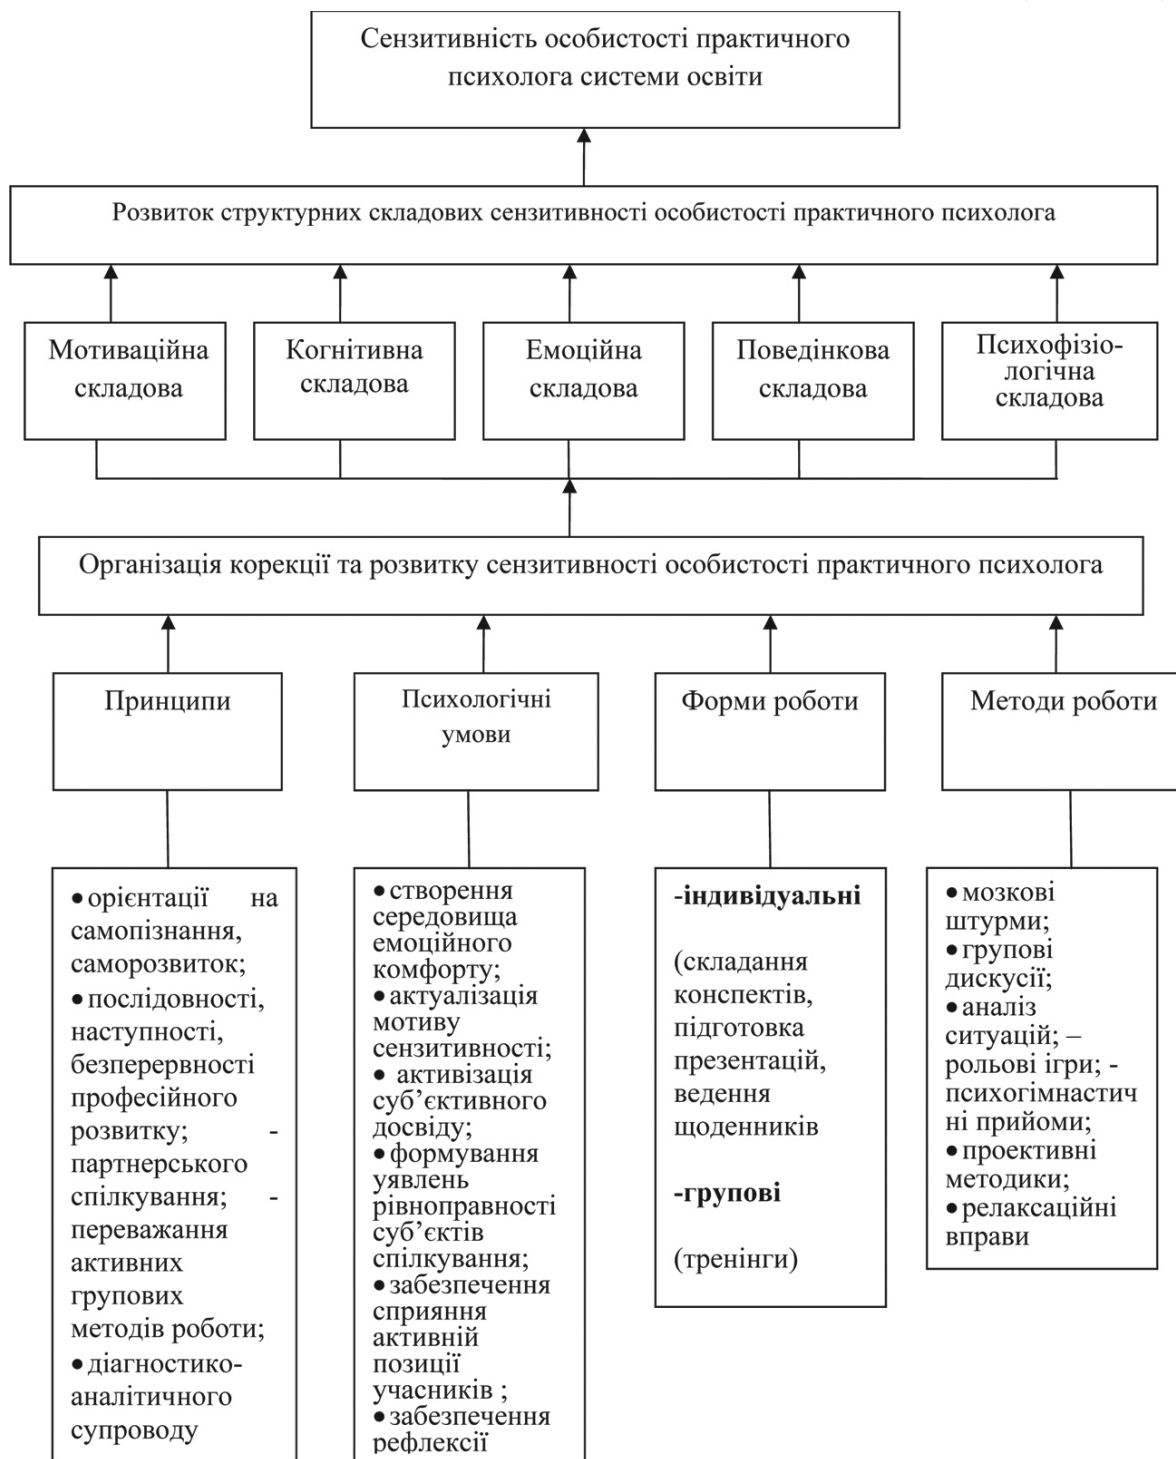 Сензитивність особистості практичного
психолога системи освіти
Розвиток структурних складових сензитивності особистості практичного психолога
Мотиваційна
складова
Когнітивна
складова
Емоційна
складова
Поведінкова
складова
Психофізіо-
логічна
складова
Організація корекції та розвитку сензитивності особистості практичного психолога
Принципи
Психологічні
умови
Форми роботи
Методи роботи
• орієнтації на
самопізнання,
саморозвиток;
• послідовності,
наступності,
безперервності
професійного
розвитку; -
партнерського
спілкування; -
переважання
активних
групових
методів роботи;
• діагностико-
аналітичного
супроводу
• створення
середовища
емоційного
комфорту;
• актуалізація
мотиву
сензитивності;
• активізація
суб’єктивного
досвіду;
• формування
уявлень
рівноправності
суб’єктів
спілкування;
• забезпечення
сприяння
активній
позиції
учасників ;
• забезпечення
рефлексії
-індивідуальні
(складання
конспектів,
підготовка
презентацій,
ведення
щоденників
-групові
(тренінги)
• мозкові
штурми;
• групові
дискусії;
• аналіз
ситуацій; –
рольові ігри; -
психогімнастич
ні прийоми;
• проективні
методики;
• релаксаційні
вправи